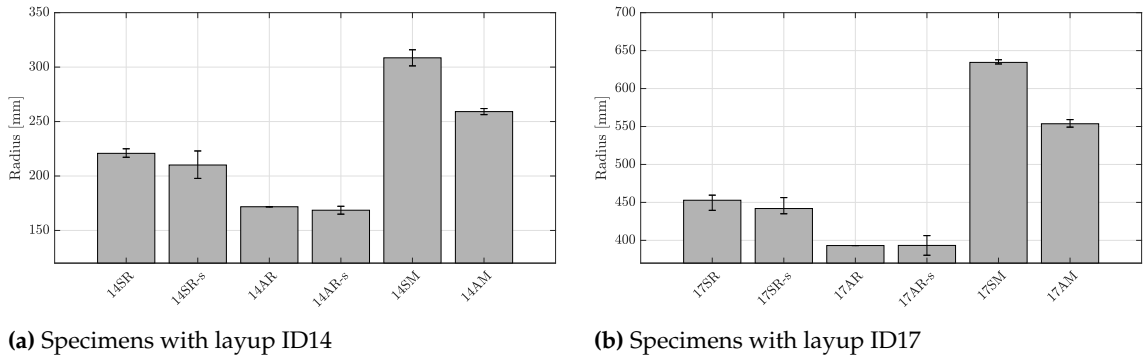 350
300
250
200
150
Radius [mm]
14SR
14SR-s
14AR
14AR-s
14SM
14AM
(a) Specimens with layup ID14
700
650
600
550
500
450
400
Radius [mm]
17SR
17SR-s
17AR
17AR-s
17SM
17AM
(b) Specimens with layup ID17